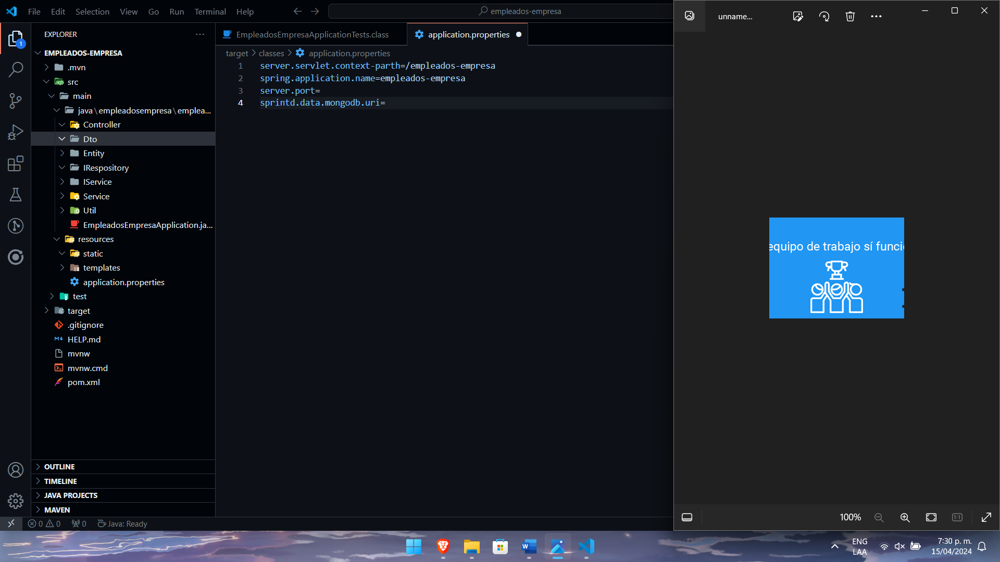 File Edit Selection View Go Run Terminal Help
empleados-empresa
EXPLORER
1
EMPLEADOS-EMPRESA
.mvn
src
main
java\empleadosempresa\emplea...
Controller
Dto
Entity
IRespository
IService
Service
Util
EmpleadosEmpresaApplication.ja...
resources
static
templates
application.properties
test
target
.gitignore
HELP.md
mvnw
mvnw.cmd
pom.xml
OUTLINE
TIMELINE
JAVA PROJECTS
MAVEN
EmpleadosEmpresaApplicationTests.class
application.properties
target > classes > application.properties
1 server.servlet.context-parth=/empleados-empresa
2 spring.application.name=empleados-empresa
3 server.port=
4 sprintd.data.mongodb.uri=
0 0 0 Java: Ready
unname...
equipo de trabajo sí funci
100%
1:1
ENG
LAA
7:30 p. m.
15/04/2024